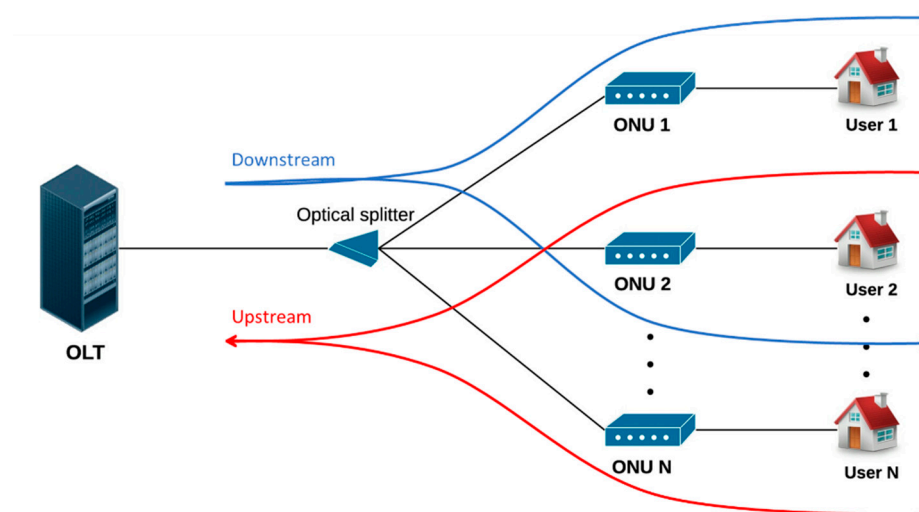 ONU 1
User 1
Downstream
Optical splitter
ONU 2
User 2
Upstream
OLT
ONU N
User N